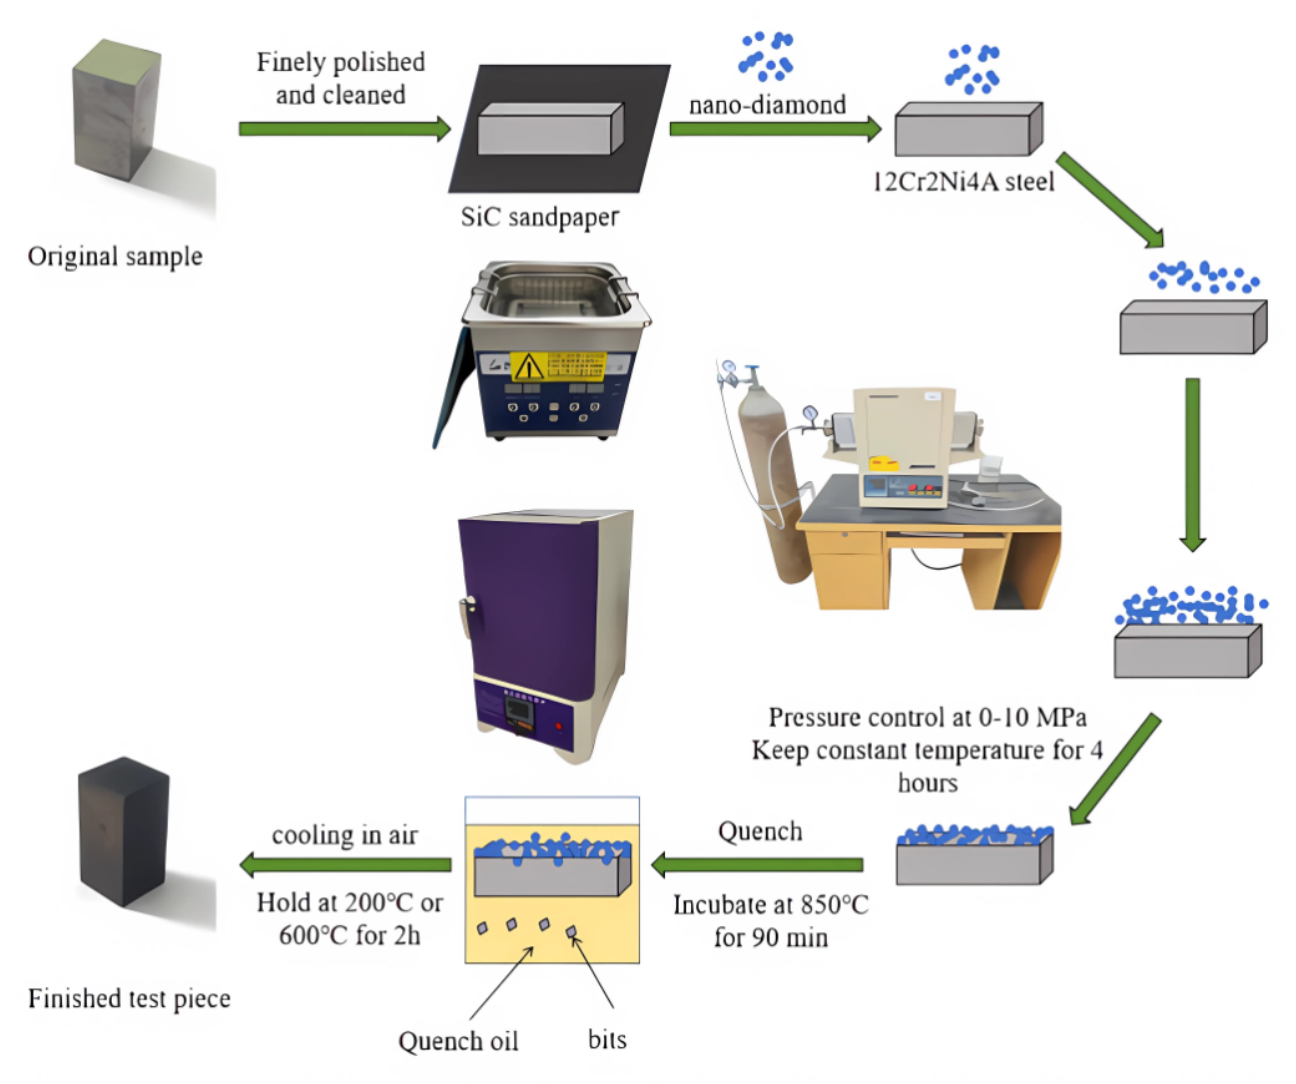 Finely polished
and cleaned
nano-diamond
12Cr2Ni4A steel
SiC sandpaper
Original sample
Pressure control at 0-10 MPa
Keep constant temperature for 4
hours
Quench
Incubate at 850℃
for 90 min
cooling in air
Hold at 200℃ or
600℃ for 2h
Finished test piece
Quench oil
bits